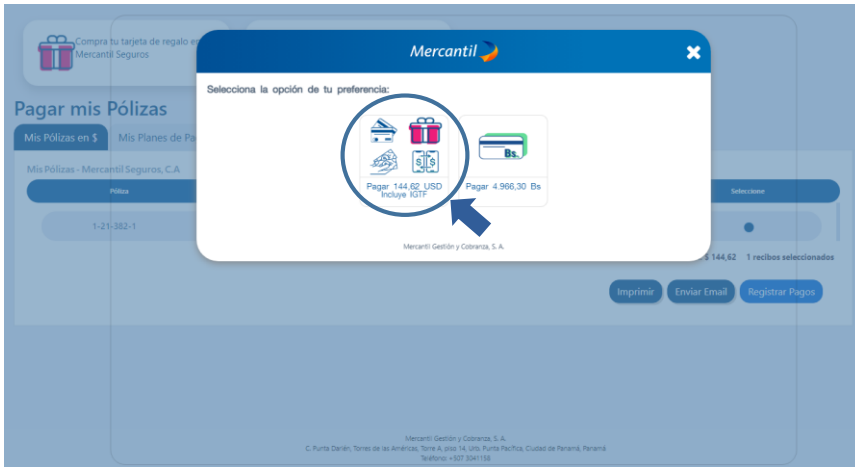 Compra tu tarjeta de regalo en
Mercantil Seguros
Mercantil
Selecciona la opción de tu preferencia:
Bs.
Pagar 144,62 USD
Incluye IGTF
Pagar 4.966,30 Bs
Mercantil Gestión y Cobranza, S. A.
Pagar mis Pólizas
Mis Pólizas en $
Mis Planes de Pa
Mis Pólizas - Mercantil Seguros, C.A
Póliza
Seleccione
1-21-382-1
$ 144,62 1 recibos seleccionados
Imprimir
Enviar Email
Registrar Pagos
Mercantil Gestión y Cobranza, S. A.
C. Punta Darién, Torres de las Américas, Torre A, piso 14, Urb. Punta Pacífica, Ciudad de Panamá, Panamá
Teléfono: +507 3041158